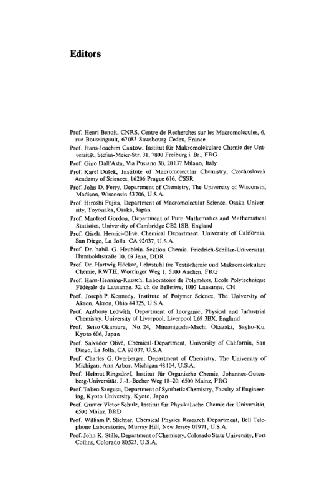 Editors
Prof. Henri Benoit, CNRS, Centre de Recherches sur les Macromolecules, 6,
rue Boussingault, 67083 Strasbourg Cedex, France
Prof. Hans-Joachim Cantow, Institut für Makromolekulare Chemie der Uni-
versität, Stefan-Meier-Str. 31, 7800 Freiburg i. Br., FRG
Prof. Gino Dall'Asta, Via Pusiano 30, 20137 Milano, Italy
Prof. Karel Dušek, Institute of Macromolecular Chemistry, Czechoslovak
Academy of Sciences, 16206 Prague 616, CSSR
Prof. John D. Ferry, Department of Chemistry, The University of Wisconsin,
Madison, Wisconsin 53706, U.S.A.
Prof. Hiroshi Fujita, Department of Macromolecular Science, Osaka Univer-
sity, Toyonaka, Osaka, Japan
Prof. Manfred Gordon, Department of Pure Mathematics and Mathematical
Statistics, University of Cambridge CB2 1SB, England
Prof. Gisela Henrici-Olivé, Chemical Department, University of California,
San Diego, La Jolla, CA 92037, U.S.A.
Prof. Dr. habil. G. Heublein, Section Chemie, Friedrich-Schiller-Universität,
Humboldtstraße 10, 69 Jena, DDR
Prof. Dr. Hartwig Höcker, Lehrstuhl für Textilchemie und Makromolekulare
Chemie, RWTH, Worringer Weg 1, 5100 Aachen, FRG
Prof. Hans-Henning Kausch, Laboratoire de Polymères, Ecole Polytechnique
Fédérale de Lausanne, 32, ch. de Bellerive, 1007 Lausanne, CH
Prof. Joseph P. Kennedy, Institute of Polymer Science, The University of
Akron, Akron, Ohio 44325, U.S.A.
Prof. Anthony Ledwith, Department of Inorganic, Physical and Industrial
Chemistry, University of Liverpool, Liverpool L69 3BX, England
Prof. Seizo Okamura, No. 24, Minamigoshi-Machi, Okazaki, Sakyo-Ku,
Kyoto 606, Japan
Prof. Salvador Olivé, Chemical Department, University of California, San
Diego, La Jolla, CA 92037, U.S.A.
Prof. Charles G. Overberger, Department of Chemistry, The University of
Michigan, Ann Arbor, Michigan 48104, U.S.A.
Prof. Helmut Ringsdorf, Institut für Organische Chemie, Johannes-Guten-
berg-Universität, J.-J.-Becher Weg 18–20, 6500 Mainz, FRG
Prof. Takeo Saegusa, Department of Synthetic Chemistry, Faculty of Engineer-
ing, Kyoto University, Kyoto, Japan
Prof. Günter Victor Schulz, Institut für Physikalische Chemie der Universität,
6500 Mainz, FRG
Prof. William P. Slichter, Chemical Physics Research Department, Bell Tele-
phone Laboratories, Murray Hill, New Jersey 07971, U.S.A.
Prof. John K. Stille, Department of Chemistry, Colorado State University, Fort
Collins, Colorado 80523, U.S.A.